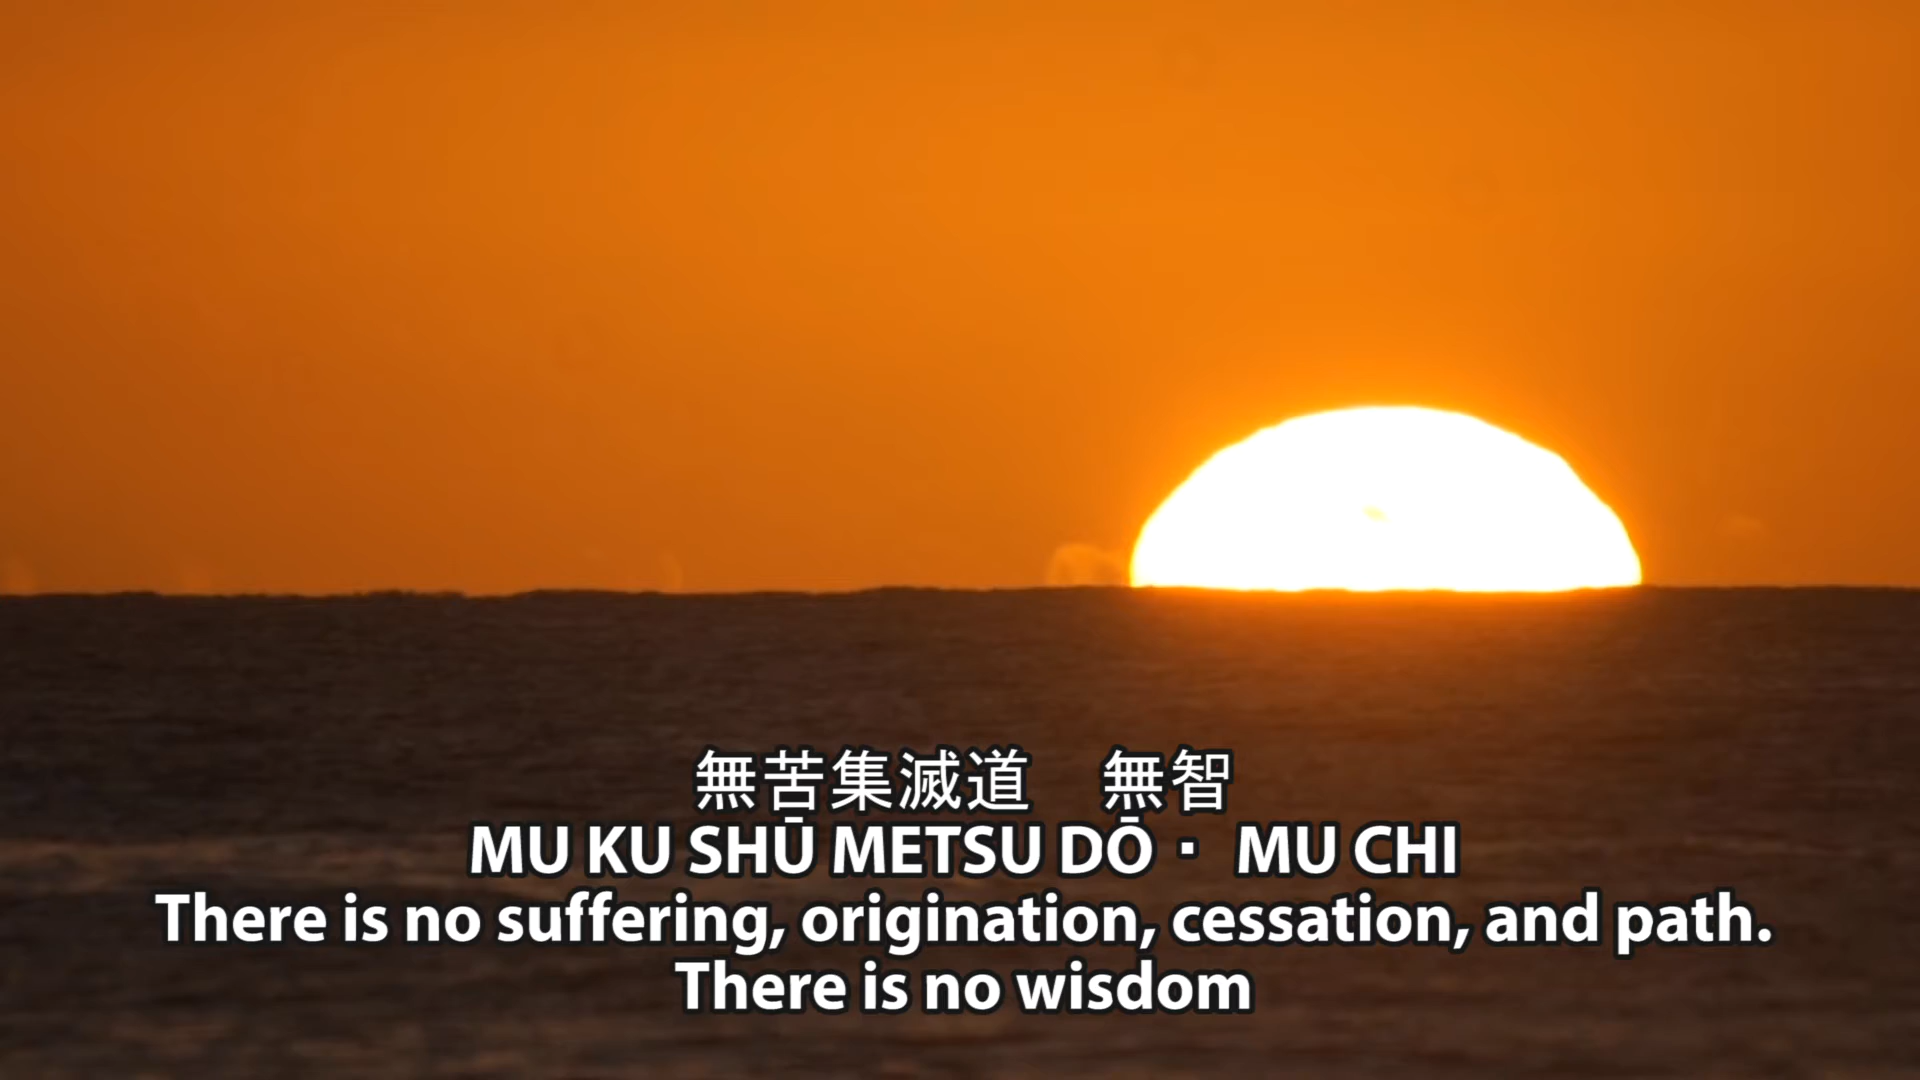 無苦集滅道　無智
MU KU SHŪ METSU DŌ・ MU CHI
There is no suffering, origination, cessation, and path.
There is no wisdom